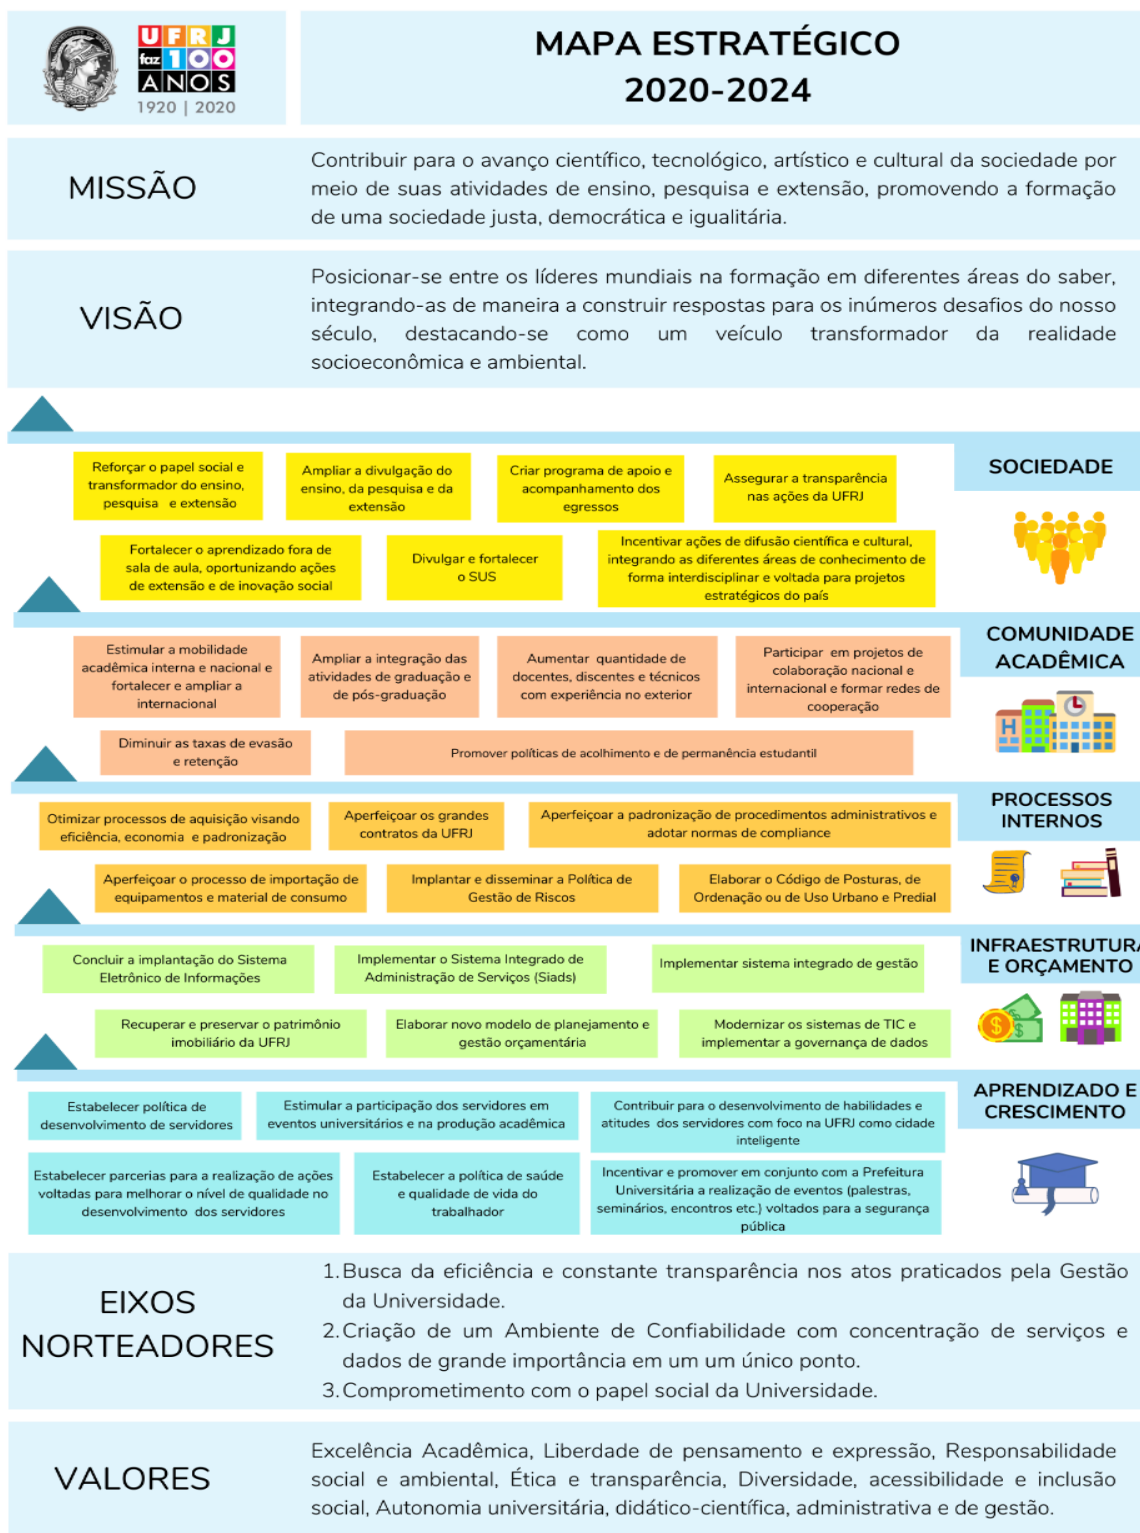 UFRJ
faz 100
ANOS
1920 | 2020
MAPA ESTRATÉGICO
2020-2024
MISSÃO
Contribuir para o avanço científico, tecnológico, artístico e cultural da sociedade por
meio de suas atividades de ensino, pesquisa e extensão, promovendo a formação
de uma sociedade justa, democrática e igualitária.
VISÃO
Posicionar-se entre os líderes mundiais na formação em diferentes áreas do saber,
integrando-as de maneira a construir respostas para os inúmeros desafios do nosso
século, destacando-se como um veículo transformador da realidade
socioeconômica e ambiental.
SOCIEDADE
Reforçar o papel social e
transformador do ensino,
pesquisa e extensão
Ampliar a divulgação do
ensino, da pesquisa e da
extensão
Criar programa de apoio e
acompanhamento dos
egressos
Assegurar a transparência
nas ações da UFRJ
Fortalecer o aprendizado fora de
sala de aula, oportunizando ações
de extensão e de inovação social
Divulgar e fortalecer
o SUS
Incentivar ações de difusão científica e cultural,
integrando as diferentes áreas de conhecimento de
forma interdisciplinar e voltada para projetos
estratégicos do país
COMUNIDADE
ACADÊMICA
Estimular a mobilidade
acadêmica interna e nacional e
fortalecer e ampliar a
internacional
Ampliar a integração das
atividades de graduação e
de pós-graduação
Aumentar quantidade de
docentes, discentes e técnicos
com experiência no exterior
Participar em projetos de
colaboração nacional e
internacional e formar redes de
cooperação
Diminuir as taxas de evasão
e retenção
Promover políticas de acolhimento e de permanência estudantil
H
PROCESSOS
INTERNOS
Otimizar processos de aquisição visando
eficiência, economia e padronização
Aperfeiçoar os grandes
contratos da UFRJ
Aperfeiçoar a padronização de procedimentos administrativos e
adotar normas de compliance
Aperfeiçoar o processo de importação de
equipamentos e material de consumo
Implantar e disseminar a Política de
Gestão de Riscos
Elaborar o Código de Posturas, de
Ordenação ou de Uso Urbano e Predial
INFRAESTRUTURA
E ORÇAMENTO
Concluir a implantação do Sistema
Eletrônico de Informações
Implementar o Sistema Integrado de
Administração de Serviços (Siads)
Implementar sistema integrado de gestão
Recuperar e preservar o patrimônio
imobiliário da UFRJ
Elaborar novo modelo de planejamento e
gestão orçamentária
Modernizar os sistemas de TIC e
implementar a governança de dados
$ $
APRENDIZADO E
CRESCIMENTO
Estabelecer política de
desenvolvimento de servidores
Estimular a participação dos servidores em
eventos universitários e na produção acadêmica
Contribuir para o desenvolvimento de habilidades e
atitudes dos servidores com foco na UFRJ como cidade
inteligente
Estabelecer parcerias para a realização de ações
voltadas para melhorar o nível de qualidade no
desenvolvimento dos servidores
Estabelecer a política de saúde
e qualidade de vida do
trabalhador
Incentivar e promover em conjunto com a Prefeitura
Universitária a realização de eventos (palestras,
seminários, encontros etc.) voltados para a segurança
pública
EIXOS
NORTEADORES
1. Busca da eficiência e constante transparência nos atos praticados pela Gestão
da Universidade.
2. Criação de um Ambiente de Confiabilidade com concentração de serviços e
dados de grande importância em um um único ponto.
3. Comprometimento com o papel social da Universidade.
VALORES
Excelência Acadêmica, Liberdade de pensamento e expressão, Responsabilidade
social e ambiental, Ética e transparência, Diversidade, acessibilidade e inclusão
social, Autonomia universitária, didático-científica, administrativa e de gestão.